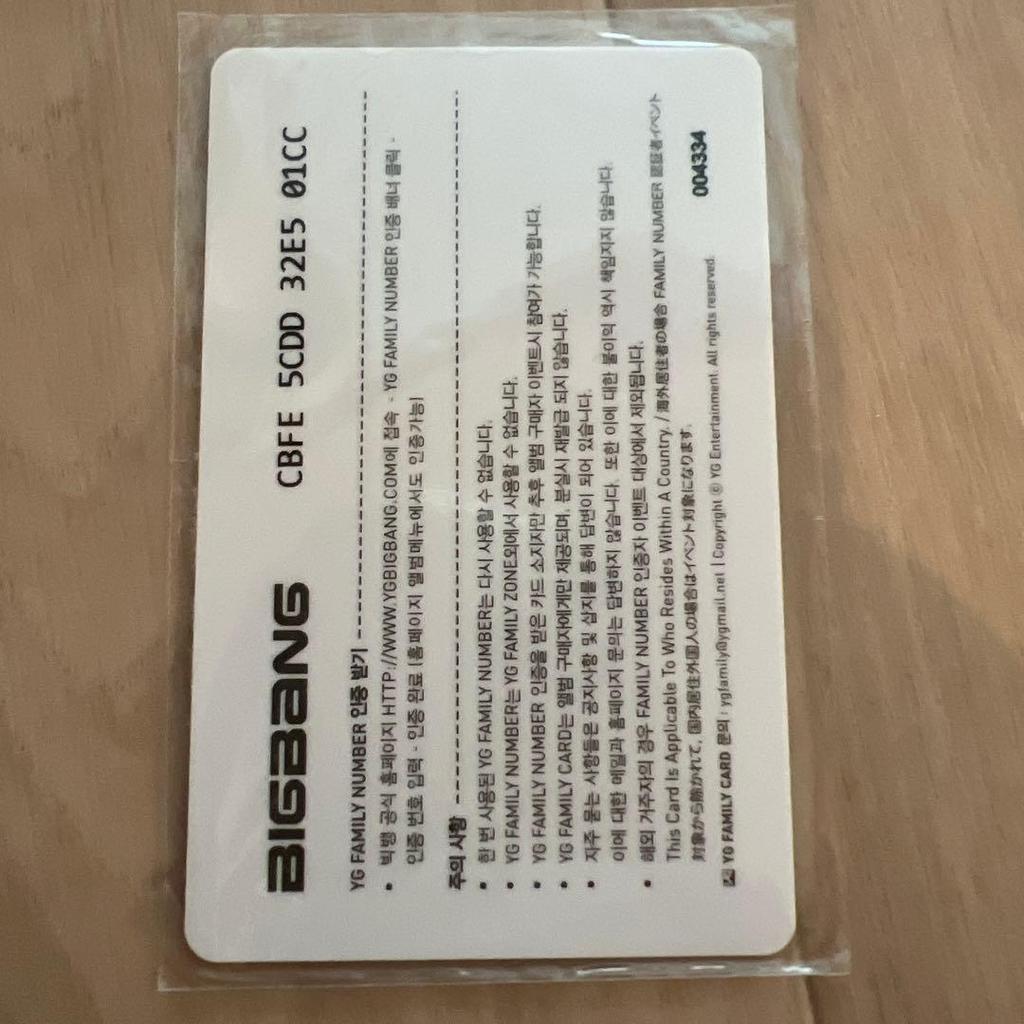 BIGBANG CBFE 5CDD 32E5 01CC
YG FAMILY NUMBER 인증 받기
• 빅뱅 공식 홈페이지 HTTP://WWW.YGBIGBANG.COM에 접속 - YG FAMILY NUMBER 인증 배너 클릭 -
인증 번호 입력 - 인증 완료 (홈페이지 앨범메뉴에서도 인증가능)
주의 사항
• 한 번 사용된 YG FAMILY NUMBER는 다시 사용할 수 없습니다.
• YG FAMILY NUMBER는 YG FAMILY ZONE외에서 사용할 수 없습니다.
• YG FAMILY NUMBER 인증을 받은 카드 소지자만 추후 앨범 구매자 이벤트시 참여가 가능합니다.
• YG FAMILY CARD는 앨범 구매자에게만 제공되며, 분실시 재발급 되지 않습니다.
• 자주 묻는 사항들은 공지사항 및 삽지를 통해 답변이 되어 있습니다.
이에 대한 메일과 홈페이지 문의는 답변하지 않습니다. 또한 이에 대한 불이익 역시 책임지지 않습니다.
• 해외 거주자의 경우 FAMILY NUMBER 인증자 이벤트 대상에서 제외됩니다.
This Card Is Applicable To Who Resides Within A Country. / 海外居住者の場合 FAMILY NUMBER 認証者イベント
対象から除かれて、国内居住外国人の場合はイベント対象になります.
YG FAMILY CARD 문의 : ygfamily@ygmail.net | Copyright ⓒ YG Entertainment. All rights reserved.
004334